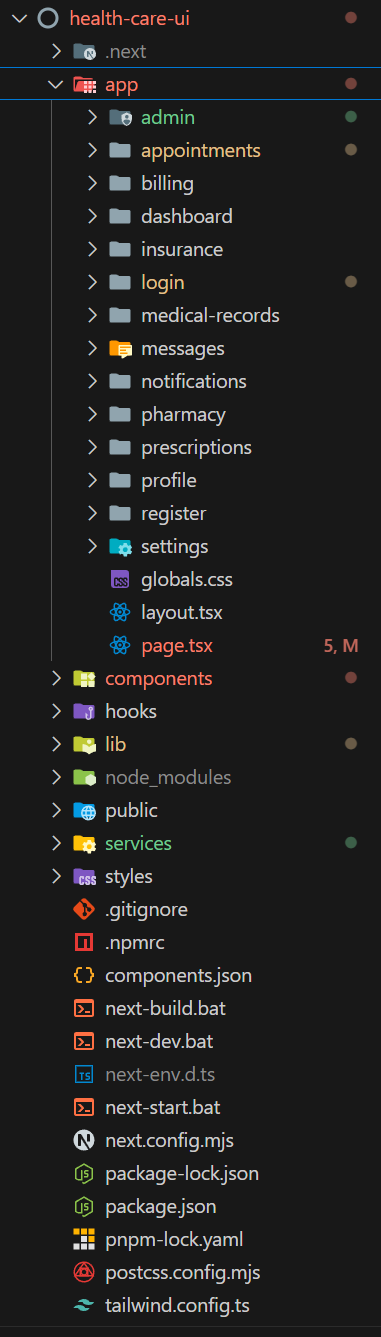 health-care-ui
.next
app
admin
appointments
billing
dashboard
insurance
login
medical-records
messages
notifications
pharmacy
prescriptions
profile
register
settings
globals.css
layout.tsx
page.tsx 5, M
components
hooks
lib
node_modules
public
services
styles
.gitignore
.npmrc
components.json
next-build.bat
next-dev.bat
next-env.d.ts
next-start.bat
next.config.mjs
package-lock.json
package.json
pnpm-lock.yaml
postcss.config.mjs
tailwind.config.ts